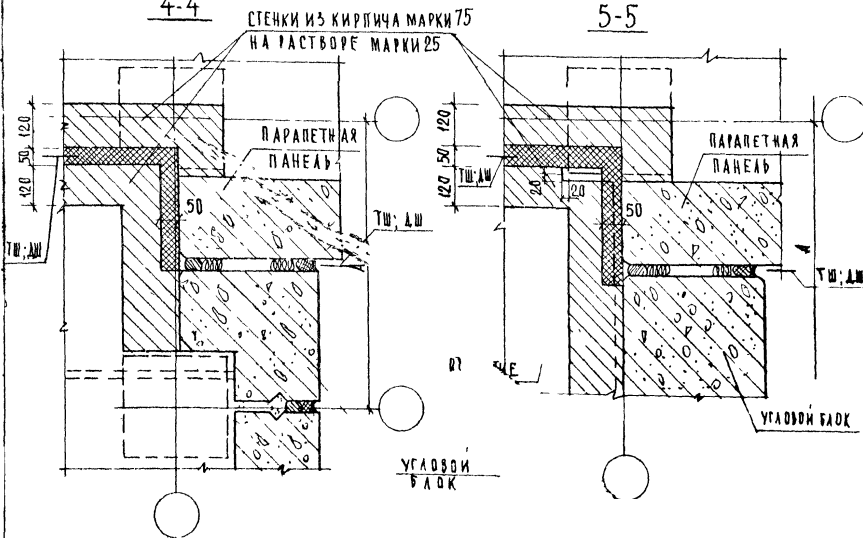 4-4
СТЕНКИ ИЗ КИРПИЧА МАРКИ 75
НА РАСТВОРЕ МАРКИ 25
5-5
120
50
120
ПАРАПЕТНАЯ
ПАНЕЛЬ
50
ТШ; ДШ
ТШ; ДШ
УГЛОВОЙ
БЛОК
120
50
120
ТШ; ДШ
20
20
50
ПАРАПЕТНАЯ
ПАНЕЛЬ
ТШ; ДШ
УГЛОВОЙ БЛОК